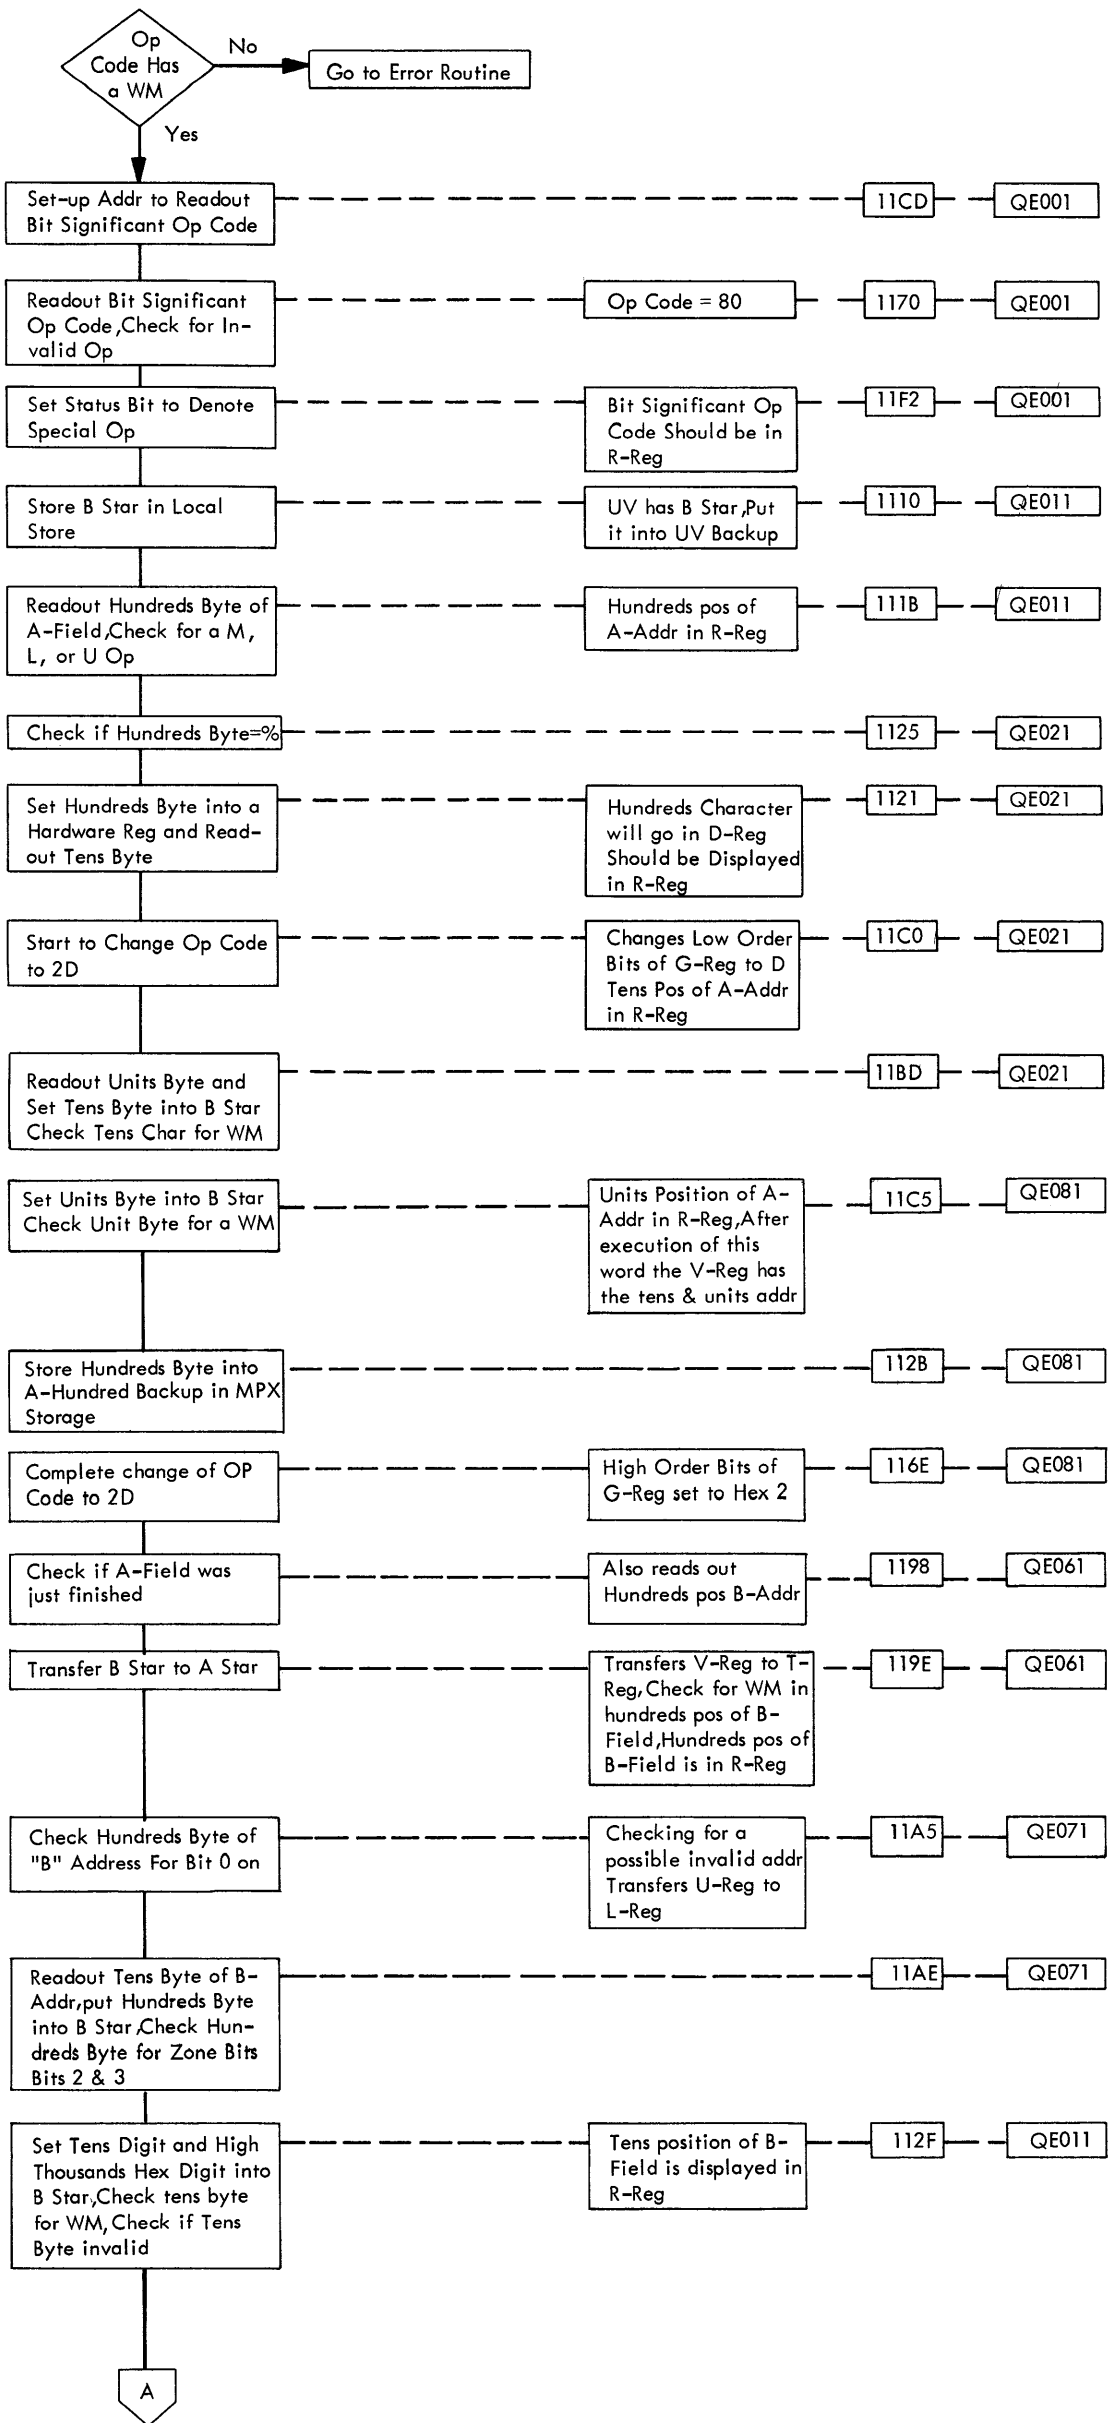 Op
Code Has
a WM
No
Go to Error Routine
Yes
Set-up Addr to Readout
Bit Significant Op Code
11CD
QE001
Readout Bit Significant
Op Code,Check for In-
valid Op
Op Code = 80
1170
QE001
Set Status Bit to Denote
Special Op
Bit Significant Op
Code Should be in
R-Reg
11F2
QE001
Store B Star in Local
Store
UV has B Star,Put
it into UV Backup
1110
QE011
Readout Hundreds Byte of
A-Field,Check for a M,
L, or U Op
Hundreds pos of
A-Addr in R-Reg
111B
QE011
Check if Hundreds Byte=%
1125
QE021
Set Hundreds Byte into a
Hardware Reg and Read-
out Tens Byte
Hundreds Character
will go in D-Reg
Should be Displayed
in R-Reg
1121
QE021
Start to Change Op Code
to 2D
Changes Low Order
Bits of G-Reg to D
Tens Pos of A-Addr
in R-Reg
11C0
QE021
Readout Units Byte and
Set Tens Byte into B Star
Check Tens Char for WM
11BD
QE021
Set Units Byte into B Star
Check Unit Byte for a WM
Units Position of A-
Addr in R-Reg,After
execution of this
word the V-Reg has
the tens & units addr
11C5
QE081
Store Hundreds Byte into
A-Hundred Backup in MPX
Storage
112B
QE081
Complete change of OP
Code to 2D
High Order Bits of
G-Reg set to Hex 2
116E
QE081
Check if A-Field was
just finished
Also reads out
Hundreds pos B-Addr
1198
QE061
Transfer B Star to A Star
Transfers V-Reg to T-
Reg,Check for WM in
hundreds pos of B-
Field,Hundreds pos of
B-Field is in R-Reg
119E
QE061
Check Hundreds Byte of
"B" Address For Bit 0 on
Checking for a
possible invalid addr
Transfers U-Reg to
L-Reg
11A5
QE071
Readout Tens Byte of B-
Addr,put Hundreds Byte
into B Star,Check Hun-
dreds Byte for Zone Bits
Bits 2 & 3
11AE
QE071
Set Tens Digit and High
Thousands Hex Digit into
B Star,Check tens byte
for WM,Check if Tens
Byte invalid
Tens position of B-
Field is displayed in
R-Reg
112F
QE011
A